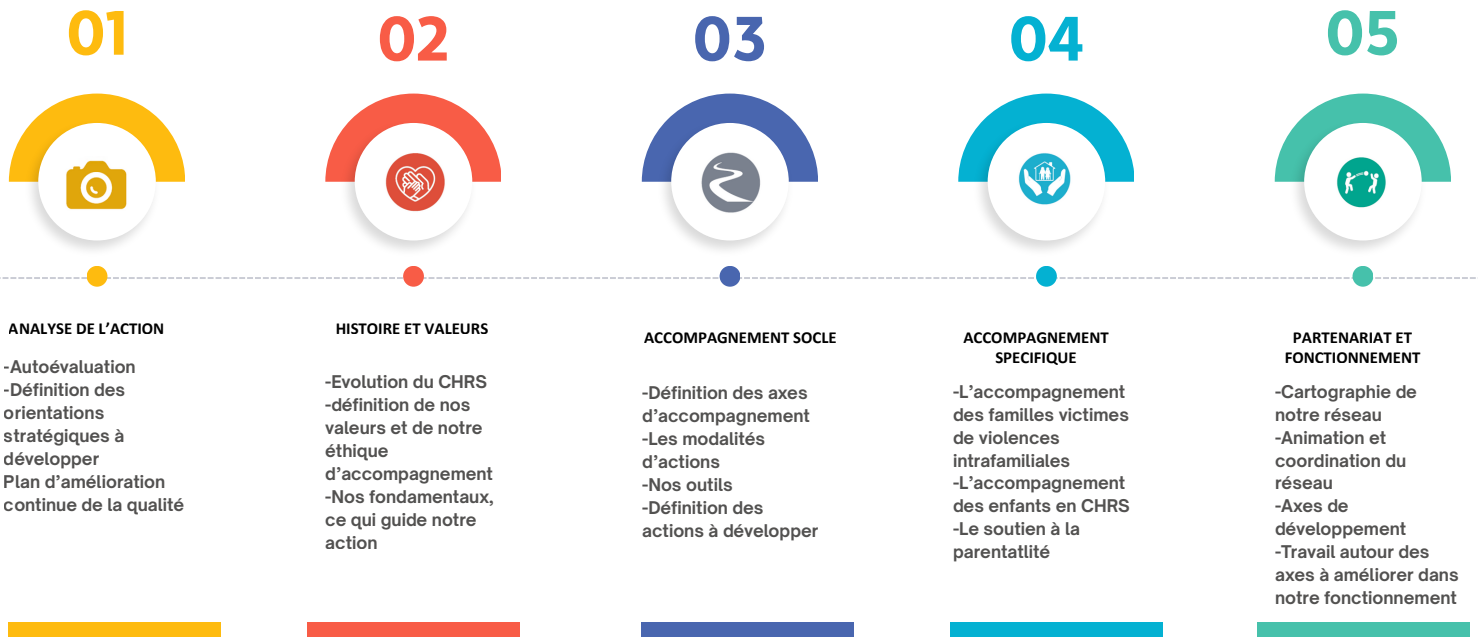 01
ANALYSE DE L’ACTION
-Autoévaluation
-Définition des
orientations
stratégiques à
développer
Plan d’amélioration
continue de la qualité
02
HISTOIRE ET VALEURS
-Evolution du CHRS
-définition de nos
valeurs et de notre
éthique
d’accompagnement
-Nos fondamentaux,
ce qui guide notre
action
03
ACCOMPAGNEMENT SOCLE
-Définition des axes
d’accompagnement
-Les modalités
d’actions
-Nos outils
-Définition des
actions à développer
04
ACCOMPAGNEMENT
SPECIFIQUE
-L’accompagnement
des familles victimes
de violences
intrafamiliales
-L’accompagnement
des enfants en CHRS
-Le soutien à la
parentatlité
05
PARTENARIAT ET
FONCTIONNEMENT
-Cartographie de
notre réseau
-Animation et
coordination du
réseau
-Axes de
développement
-Travail autour des
axes à améliorer dans
notre fonctionnement